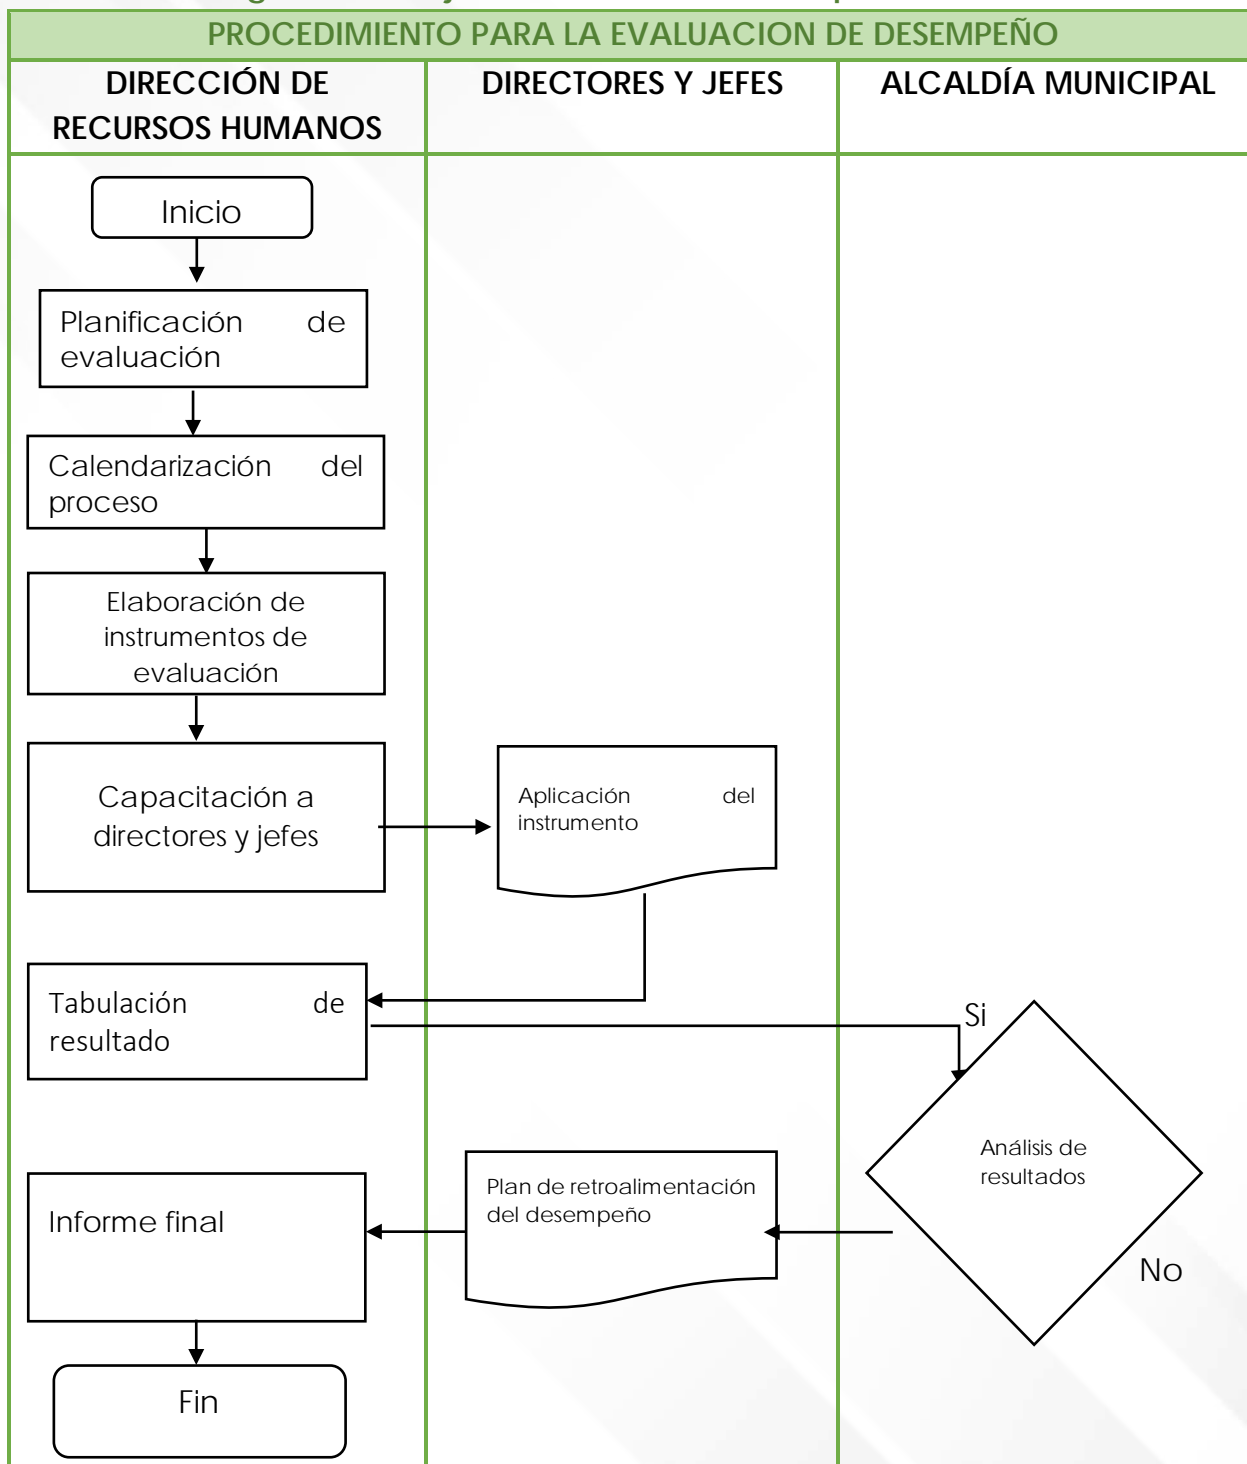 PROCEDIMIENTO PARA LA EVALUACION DE DESEMPEÑO
DIRECCIÓN DE
RECURSOS HUMANOS
DIRECTORES Y JEFES
ALCALDÍA MUNICIPAL
Inicio
Planificación de
evaluación
Calendarización del
proceso
Elaboración de
instrumentos de
evaluación
Capacitación a
directores y jefes
Aplicación del
instrumento
Tabulación de
resultado
Si
Análisis de
resultados
No
Plan de retroalimentación
del desempeño
Informe final
Fin